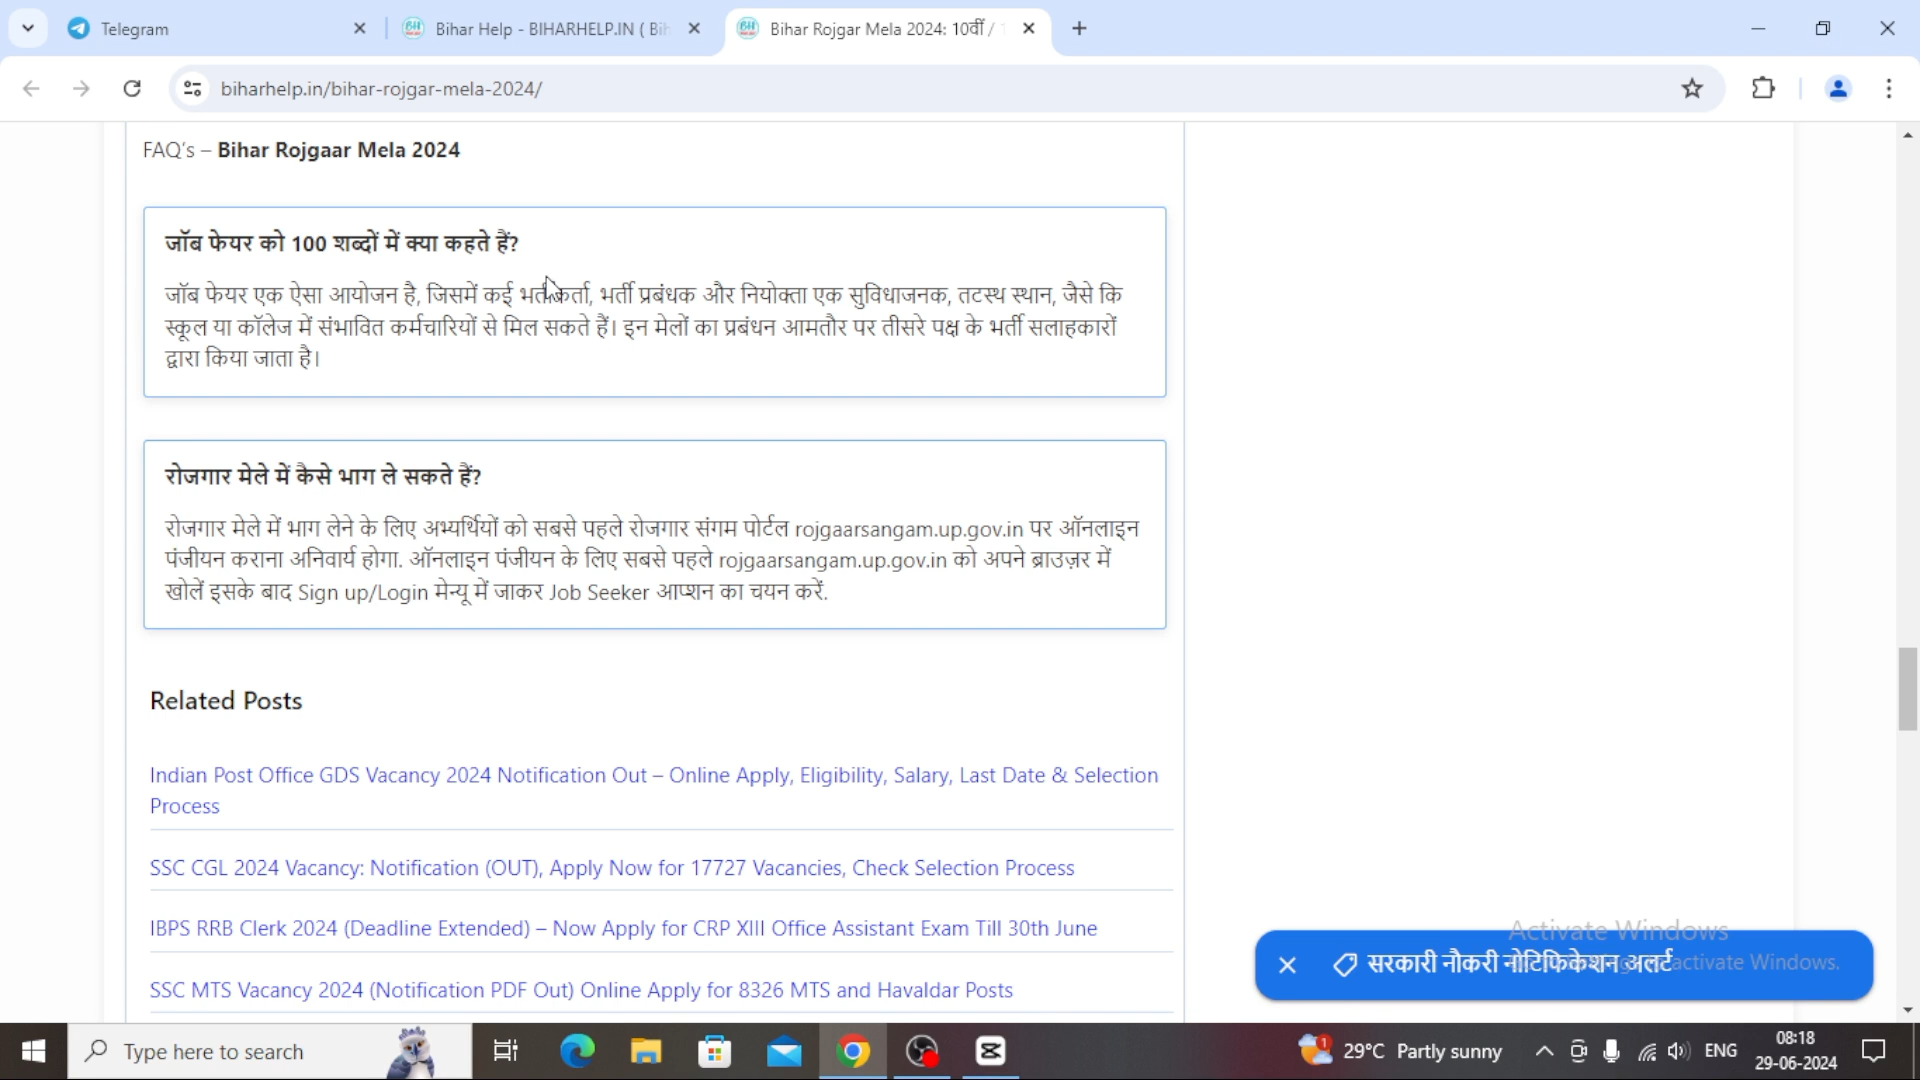 Telegram
Bihar Help - BIHARHELP.IN ( Bih
Bihar Rojgar Mela 2024: 10वीं / 1
biharhelp.in/bihar-rojgar-mela-2024/
FAQ's – Bihar Rojgaar Mela 2024
जॉब फेयर को 100 शब्दों में क्या कहते हैं?
जॉब फेयर एक ऐसा आयोजन है, जिसमें कई भर्तीकर्ता, भर्ती प्रबंधक और नियोक्ता एक सुविधाजनक, तटस्थ स्थान, जैसे कि
स्कूल या कॉलेज में संभावित कर्मचारियों से मिल सकते हैं। इन मेलों का प्रबंधन आमतौर पर तीसरे पक्ष के भर्ती सलाहकारों
द्वारा किया जाता है।
रोजगार मेले में कैसे भाग ले सकते हैं?
रोजगार मेले में भाग लेने के लिए अभ्यर्थियों को सबसे पहले रोजगार संगम पोर्टल rojgaarsangam.up.gov.in पर ऑनलाइन
पंजीयन कराना अनिवार्य होगा. ऑनलाइन पंजीयन के लिए सबसे पहले rojgaarsangam.up.gov.in को अपने ब्राउज़र में
खोलें इसके बाद Sign up/Login मेन्यू में जाकर Job Seeker आप्शन का चयन करें.
Related Posts
Indian Post Office GDS Vacancy 2024 Notification Out – Online Apply, Eligibility, Salary, Last Date & Selection
Process
SSC CGL 2024 Vacancy: Notification (OUT), Apply Now for 17727 Vacancies, Check Selection Process
IBPS RRB Clerk 2024 (Deadline Extended) – Now Apply for CRP XIII Office Assistant Exam Till 30th June
SSC MTS Vacancy 2024 (Notification PDF Out) Online Apply for 8326 MTS and Havaldar Posts
Activate Windows
सरकारी नौकरी नोटिफिकेशन अलर्ट
activate Windows.
Type here to search
1
29°C Partly sunny
ENG
08:18
29-06-2024